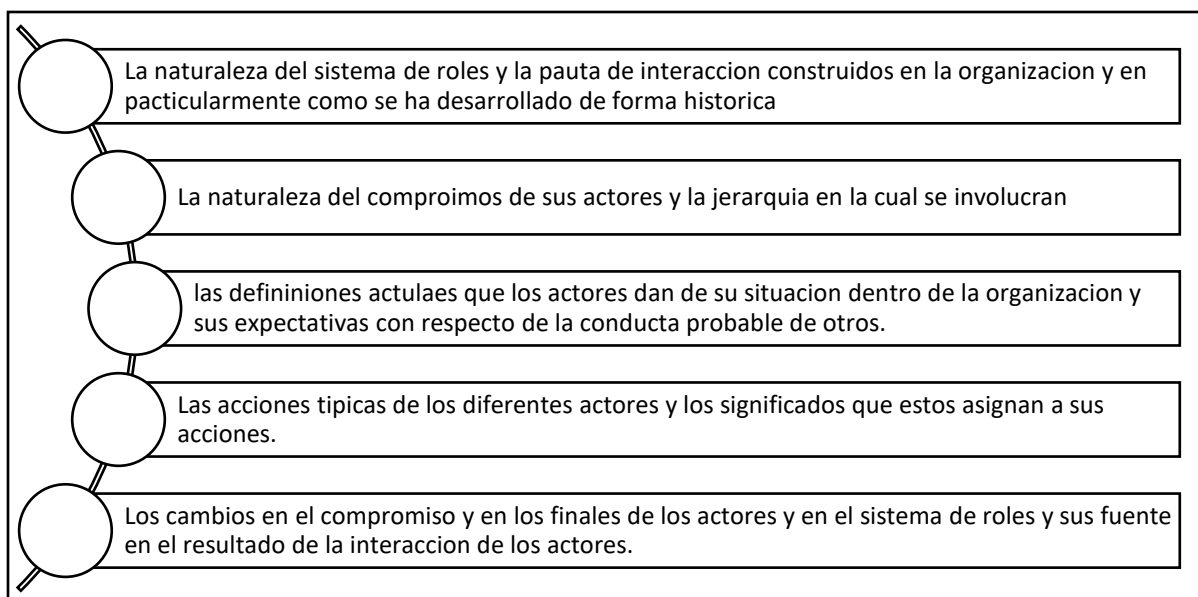 La naturaleza del sistema de roles y la pauta de interaccion construidos en la organizacion y en
pacticularmente como se ha desarrollado de forma historica
La naturaleza del comproimos de sus actores y la jerarquia en la cual se involucran
las defininiones actulaes que los actores dan de su situacion dentro de la organizacion y
sus expectativas con respecto de la conducta probable de otros.
Las acciones tipicas de los diferentes actores y los significados que estos asignan a sus
acciones.
Los cambios en el compromiso y en los finales de los actores y en el sistema de roles y sus fuente
en el resultado de la interaccion de los actores.